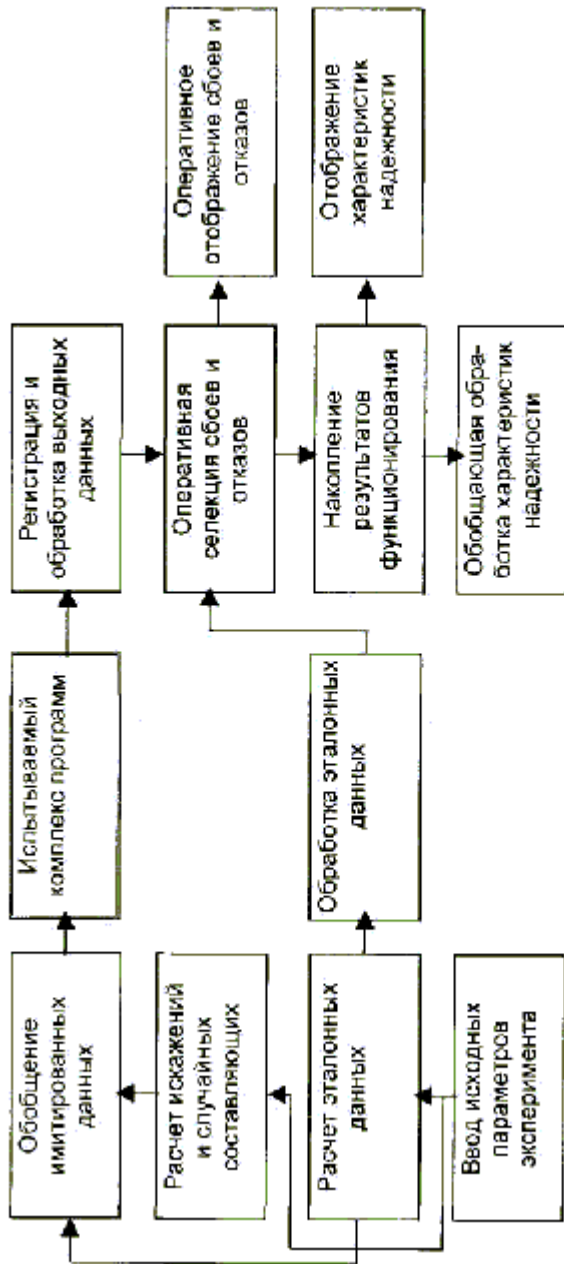 Обобщение
имитированных
данных
Испытываемый
комплекс программ
Регистрация и
обработка выходных
данных
Расчет искажений
и случайных
составляющих
Оперативная
селекция сбоев и
отказов
Оперативное
отображение сбоев и
отказов
Расчет эталонных
данных
Обработка эталонных
данных
Накопление
результатов
функционирования
Отображение
характеристик
надежности
Ввод исходных
параметров
эксперимента
Обобщающая обра-
ботка характеристик
надежности